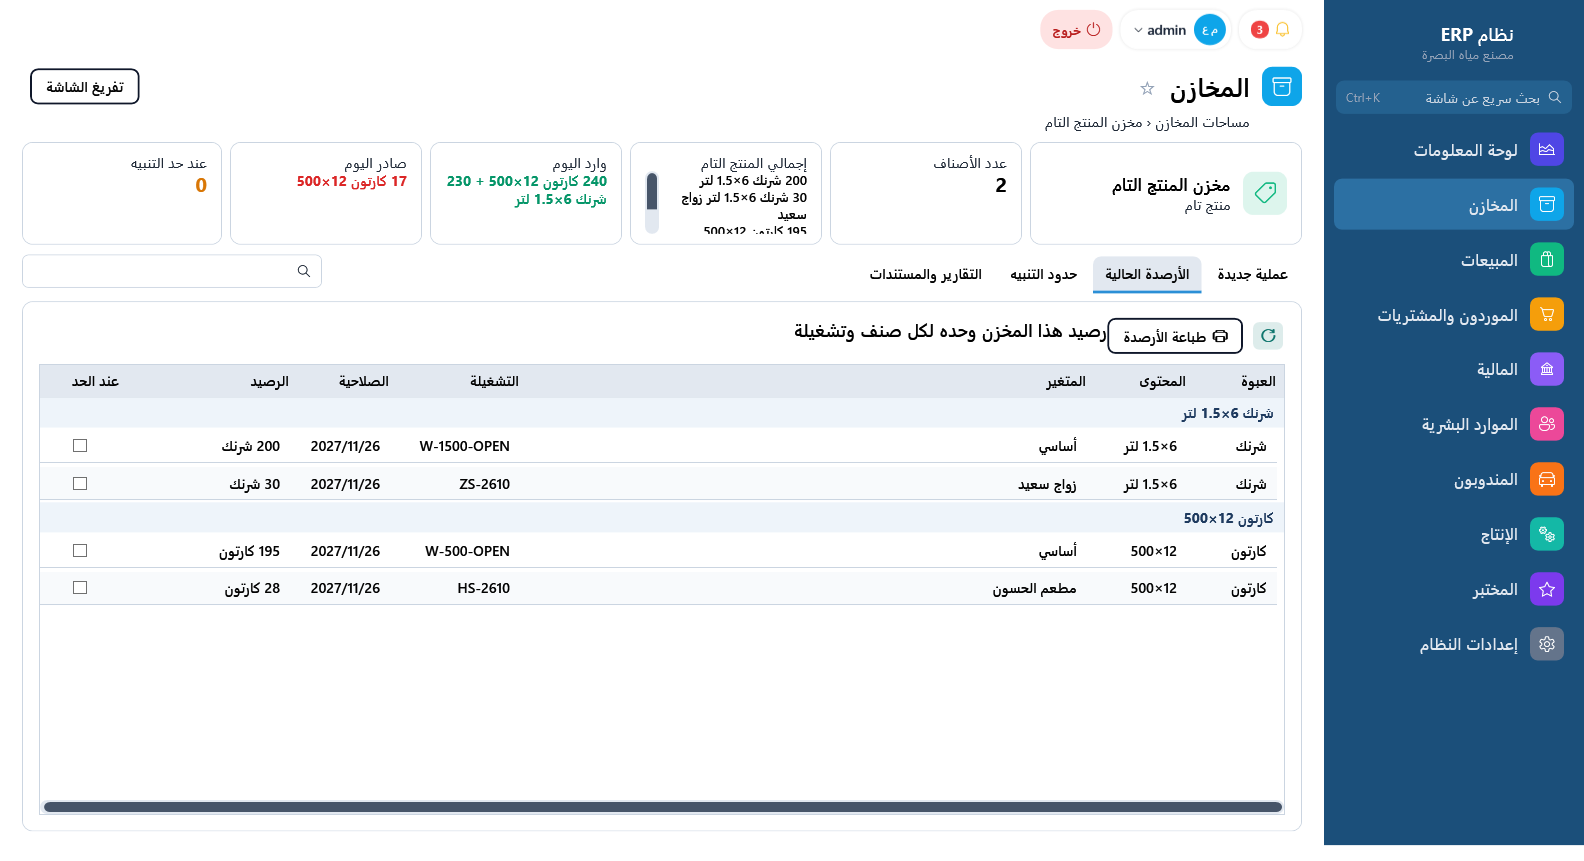 نظام ERP
مصنع مياه البصرة
بحث سريع عن شاشة Ctrl+K
لوحة المعلومات
المخازن
المبيعات
الموردون والمشتريات
المالية
الموارد البشرية
المندوبون
الإنتاج
المختبر
إعدادات النظام
3
م ع admin
خروج
المخازن
مساحات المخازن › مخزن المنتج التام
تفريغ الشاشة
مخزن المنتج التام
منتج تام
عدد الأصناف
2
إجمالي المنتج التام
200 شرنك 6×1.5 لتر
30 شرنك 6×1.5 لتر زواج
سعيد
195 كارتون 12×500
وارد اليوم
240 كارتون 12×500 + 230
شرنك 6×1.5 لتر
صادر اليوم
17 كارتون 12×500
عند حد التنبيه
0
عملية جديدة
الأرصدة الحالية
حدود التنبيه
التقارير والمستندات
طباعة الأرصدة
رصيد هذا المخزن وحده لكل صنف وتشغيلة
العبوة المحتوى المتغير التشغيلة الصلاحية الرصيد عند الحد
شرنك 6×1.5 لتر
شرنك 6×1.5 لتر أساسي W-1500-OPEN 2027/11/26 200 شرنك
شرنك 6×1.5 لتر زواج سعيد ZS-2610 2027/11/26 30 شرنك
كارتون 12×500
كارتون 12×500 أساسي W-500-OPEN 2027/11/26 195 كارتون
كارتون 12×500 مطعم الحسون HS-2610 2027/11/26 28 كارتون